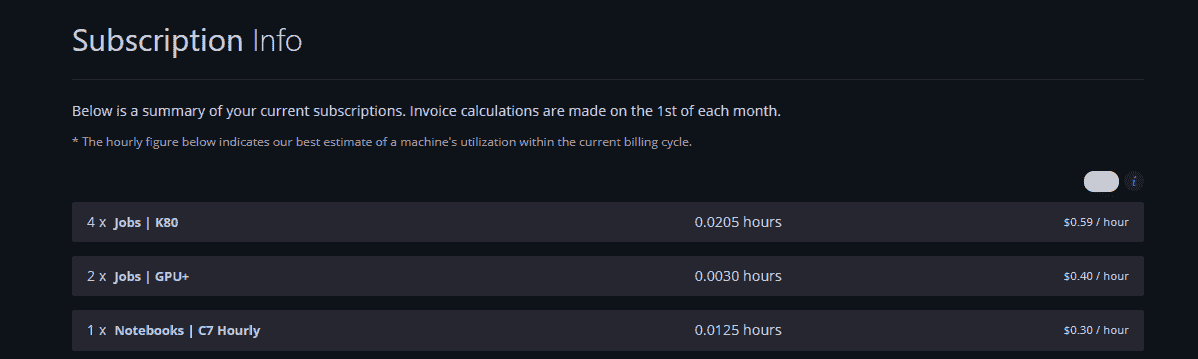 Subscription Info
Below is a summary of your current subscriptions. Invoice calculations are made on the 1st of each month.
* The hourly figure below indicates our best estimate of a machine's utilization within the current billing cycle.
i
4 x Jobs | K80 0.0205 hours $0.59 / hour
2 x Jobs | GPU+ 0.0030 hours $0.40 / hour
1 x Notebooks | C7 Hourly 0.0125 hours $0.30 / hour